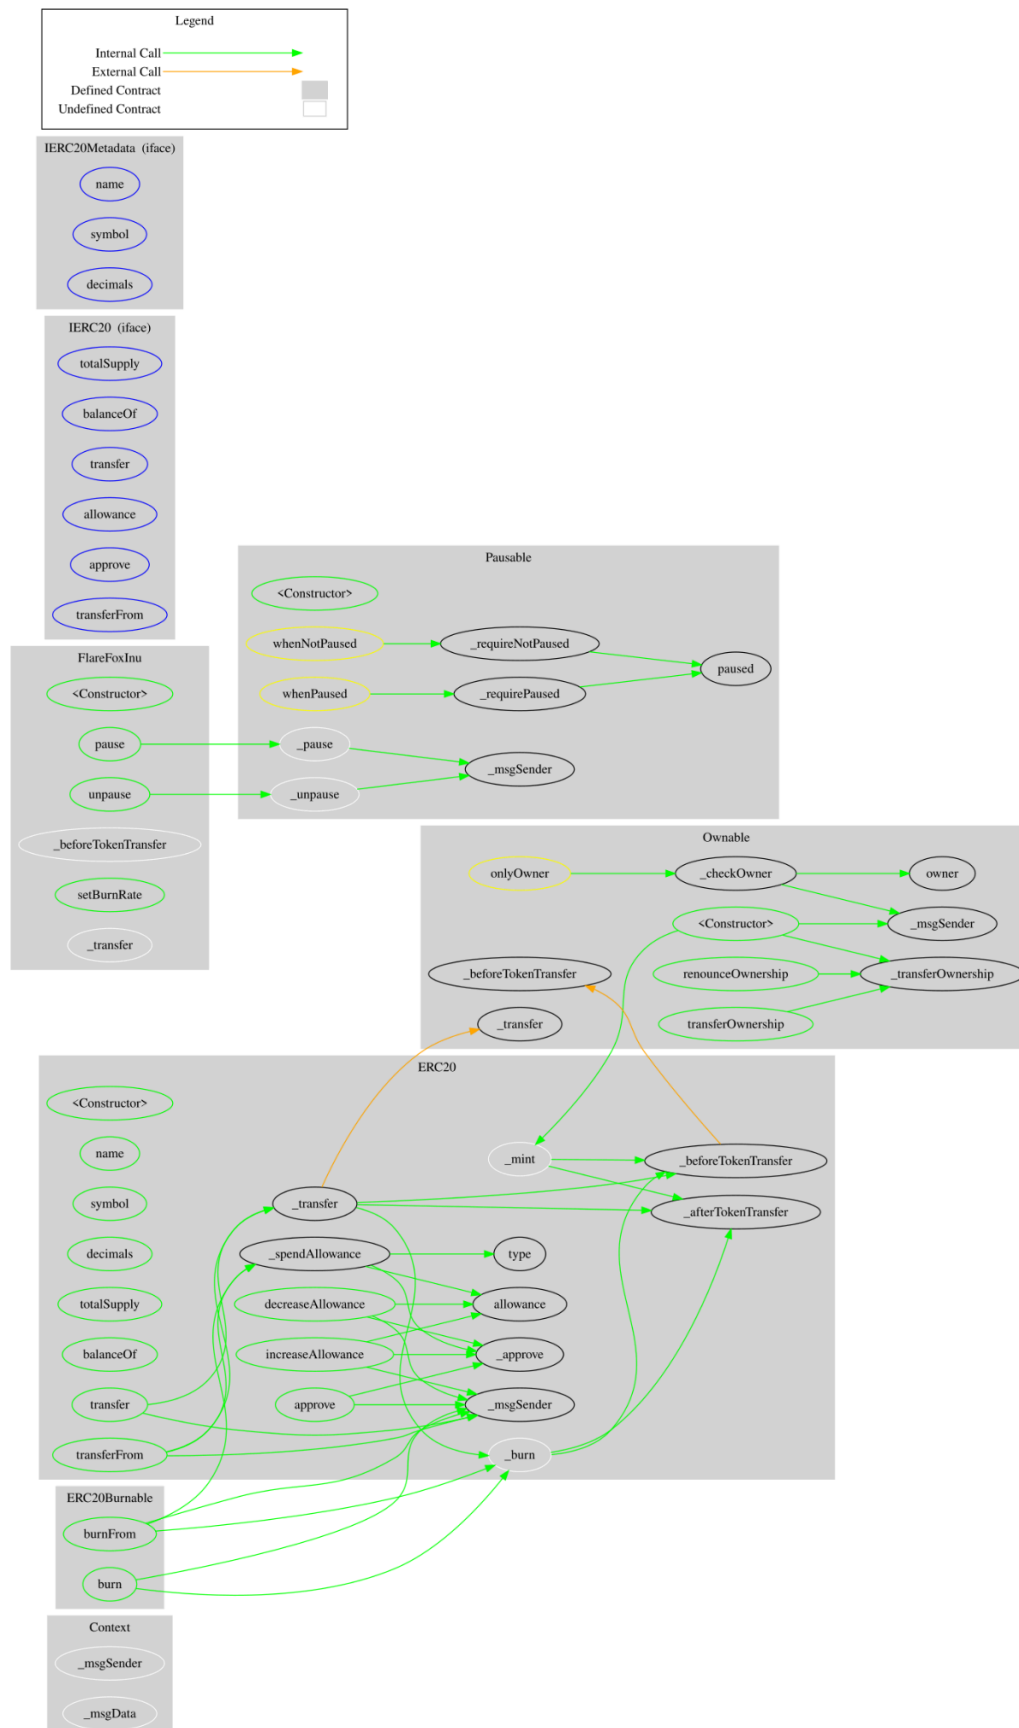 Legend
Internal Call
External Call
Defined Contract
Undefined Contract
IERC20Metadata (iface)
name
symbol
decimals
IERC20 (iface)
totalSupply
balanceOf
transfer
allowance
approve
transferFrom
Pausable
<Constructor>
whenNotPaused
_requireNotPaused
paused
whenPaused
_requirePaused
_pause
_msgSender
_unpause
FlareFoxInu
<Constructor>
pause
unpause
_beforeTokenTransfer
setBurnRate
_transfer
Ownable
onlyOwner
_checkOwner
owner
<Constructor>
_msgSender
_beforeTokenTransfer
renounceOwnership
_transferOwnership
_transfer
transferOwnership
ERC20
<Constructor>
name
_mint
_beforeTokenTransfer
symbol
_transfer
_afterTokenTransfer
decimals
_spendAllowance
type
totalSupply
decreaseAllowance
allowance
balanceOf
increaseAllowance
_approve
transfer
approve
_msgSender
transferFrom
_burn
ERC20Burnable
burnFrom
burn
Context
_msgSender
_msgData